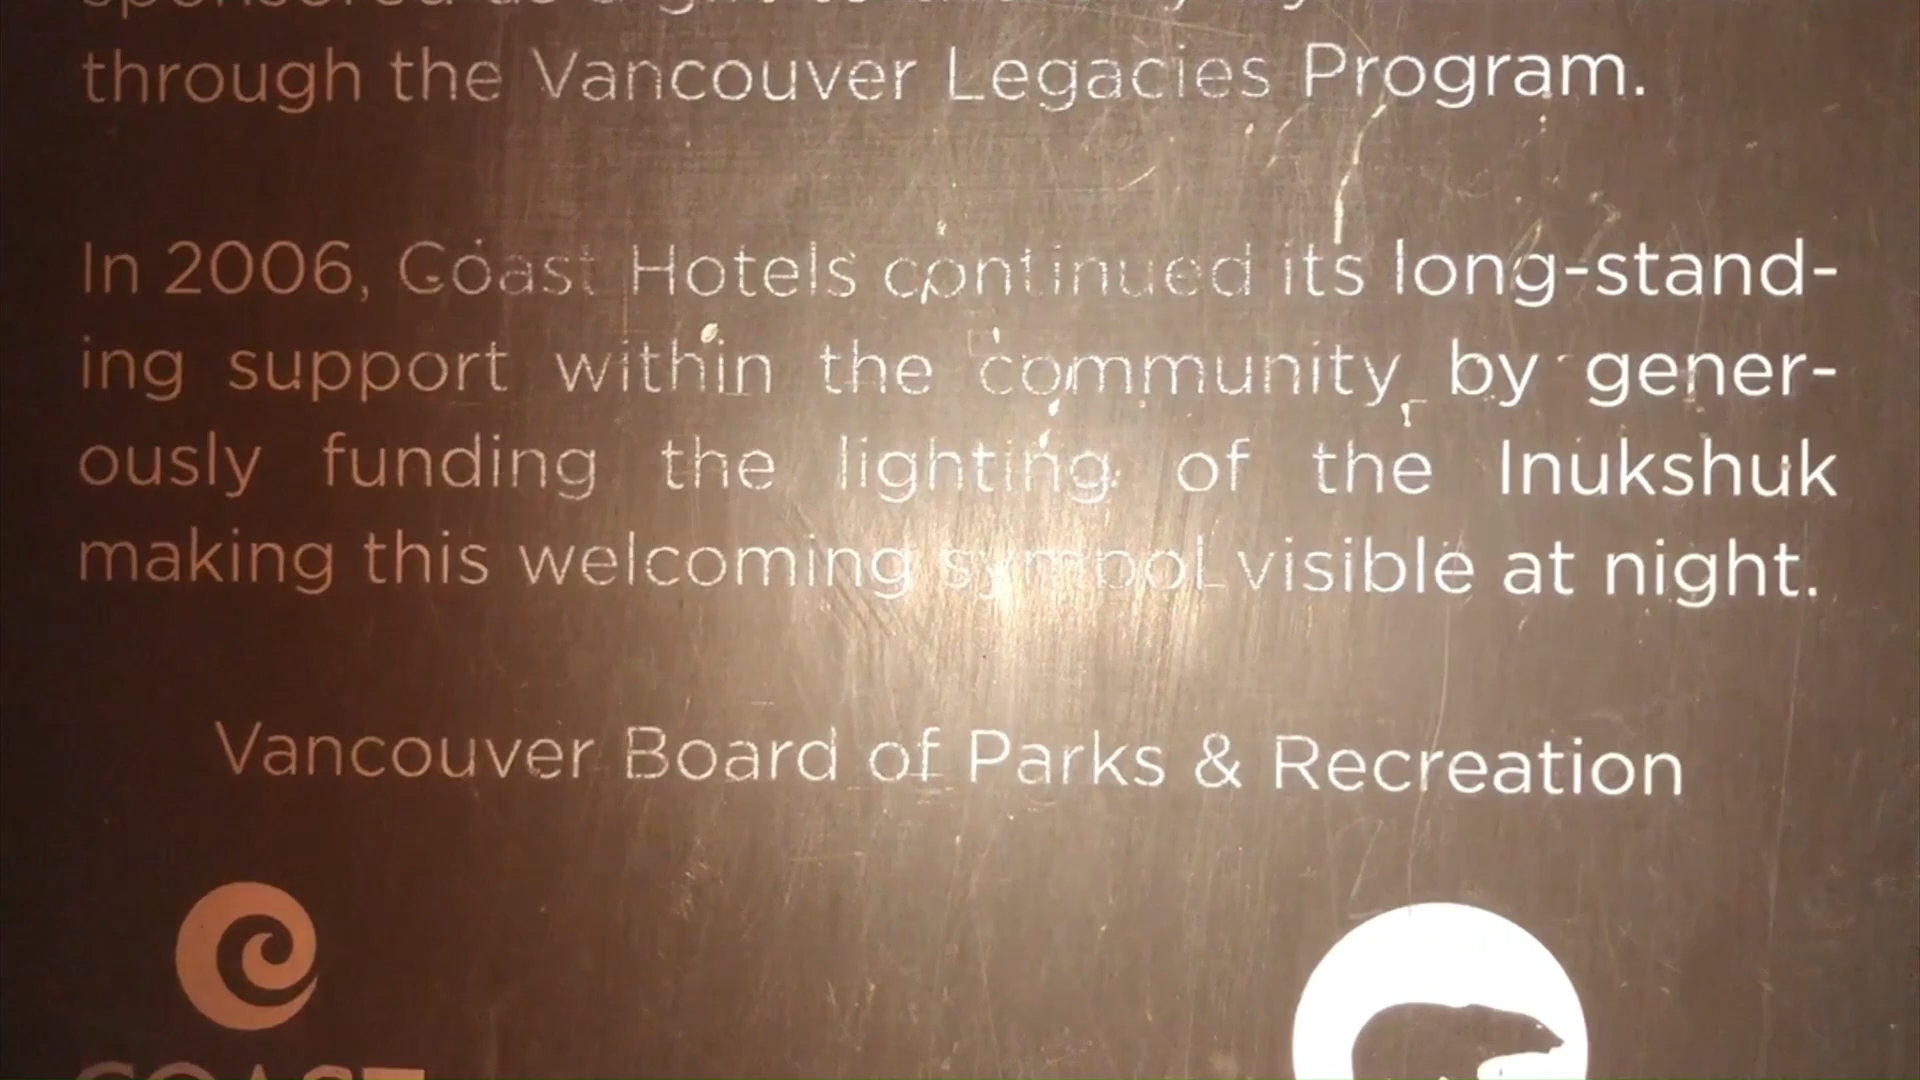 through the Vancouver Legacies Program.
In 2006, Coast Hotels continued its long-stand-
ing support within the community by gener-
ously funding the lighting of the Inukshuk
making this welcoming symbol visible at night.
Vancouver Board of Parks & Recreation
COAST